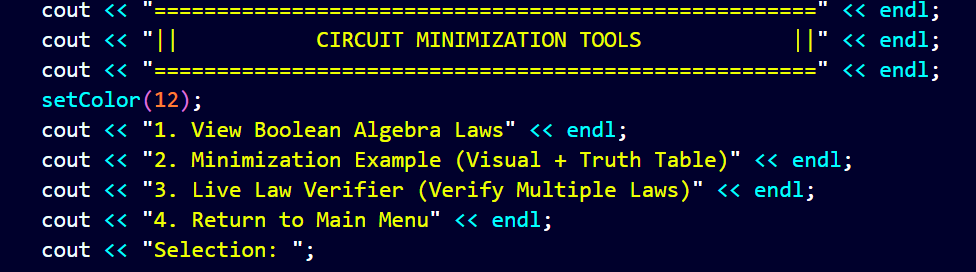 cout << "=====================================================" << endl;
cout << "||           CIRCUIT MINIMIZATION TOOLS            ||" << endl;
cout << "=====================================================" << endl;
setColor(12);
cout << "1. View Boolean Algebra Laws" << endl;
cout << "2. Minimization Example (Visual + Truth Table)" << endl;
cout << "3. Live Law Verifier (Verify Multiple Laws)" << endl;
cout << "4. Return to Main Menu" << endl;
cout << "Selection: ";